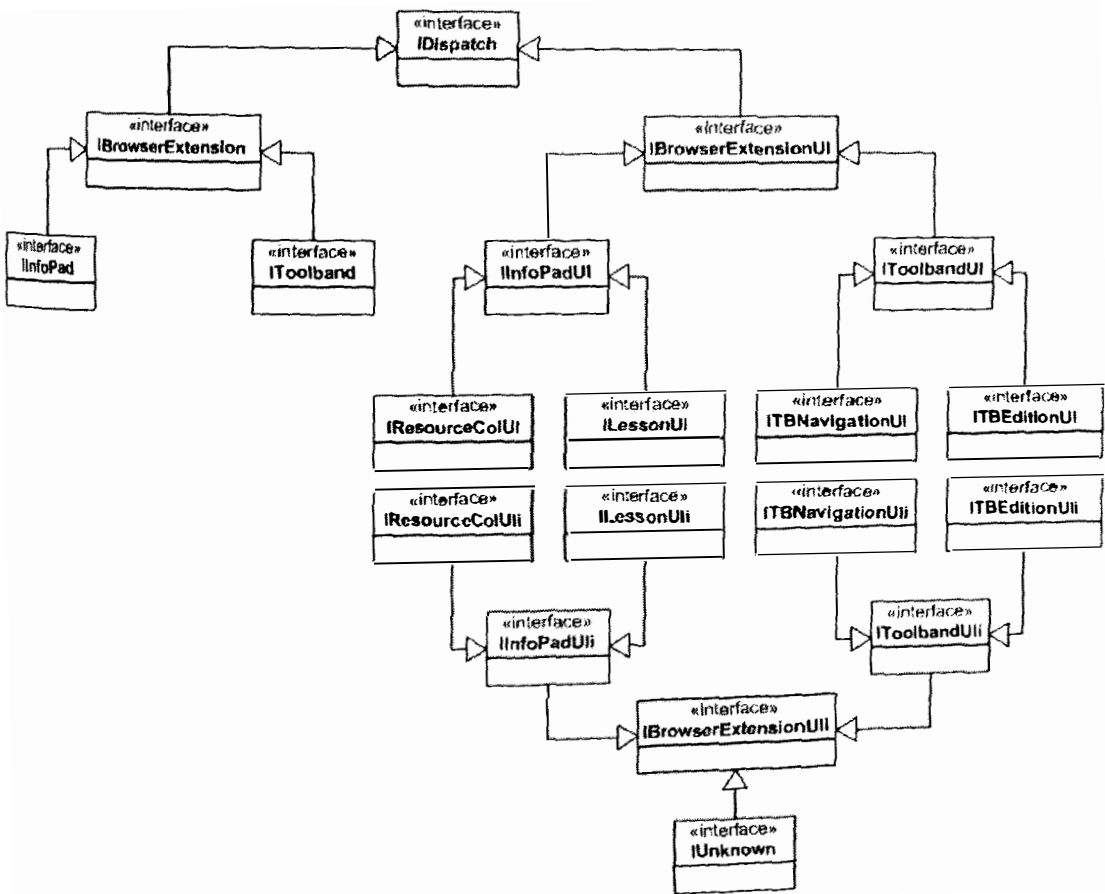 «interface»
IDispatch
«interface»
IBrowserExtension
«interface»
IBrowserExtensionUI
«interface»
IInfoPad
«interface»
IToolband
«interface»
IInfoPadUI
«interface»
IToolbandUI
«interface»
IResourceColUI
«interface»
ILessonUI
«interface»
ITBNavigationUI
«interface»
ITBEditionUI
«interface»
IResourceColUIi
«interface»
ILessonUIi
«interface»
ITBNavigationUIi
«interface»
ITBEditionUIi
«interface»
IInfoPadUIi
«interface»
IToolbandUIi
«interface»
IBrowserExtensionUIi
«interface»
IUnknown